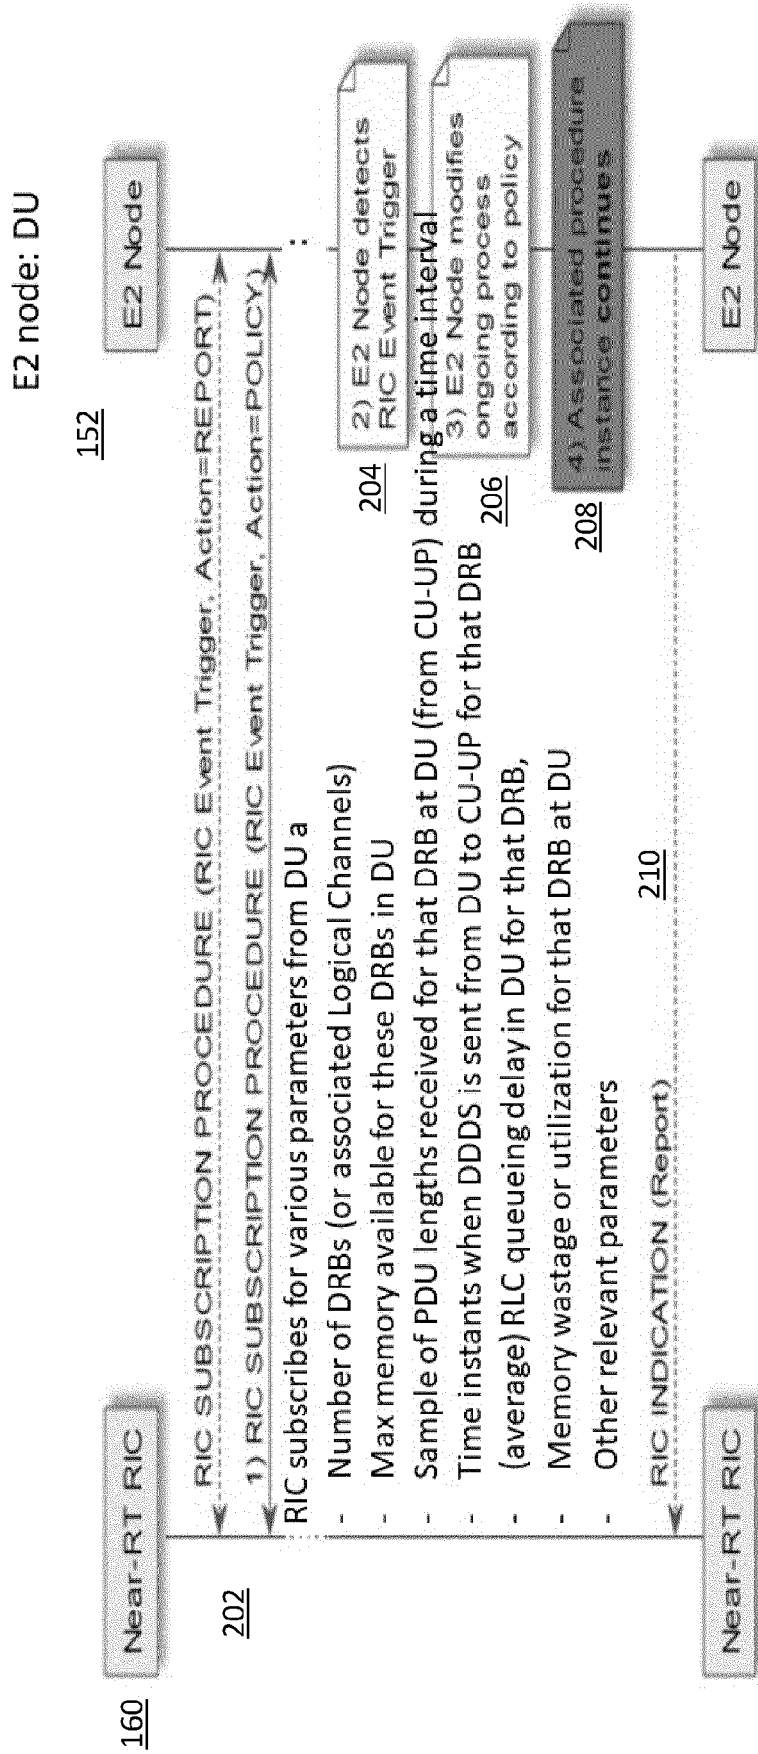 E2 node: DU
152
160
Near-RT RIC
E2 Node
RIC SUBSCRIPTION PROCEDURE (RIC Event Trigger, Action=REPORT)
1) RIC SUBSCRIPTION PROCEDURE (RIC Event Trigger, Action=POLICY)
202
RIC subscribes for various parameters from DU a
:
- Number of DRBs (or associated Logical Channels)
- Max memory available for these DRBs in DU
- Sample of PDU lengths received for that DRB at DU (from CU-UP) during a time interval
- Time instants when DDDS is sent from DU to CU-UP for that DRB
- (average) RLC queueing delay in DU for that DRB,
- Memory wastage or utilization for that DRB at DU
- Other relevant parameters
204
2) E2 Node detects
RIC Event Trigger
206
3) E2 Node modifies
ongoing process
according to policy
208
4) Associated procedure
instance continues
210
RIC INDICATION (Report)
Near-RT RIC
E2 Node